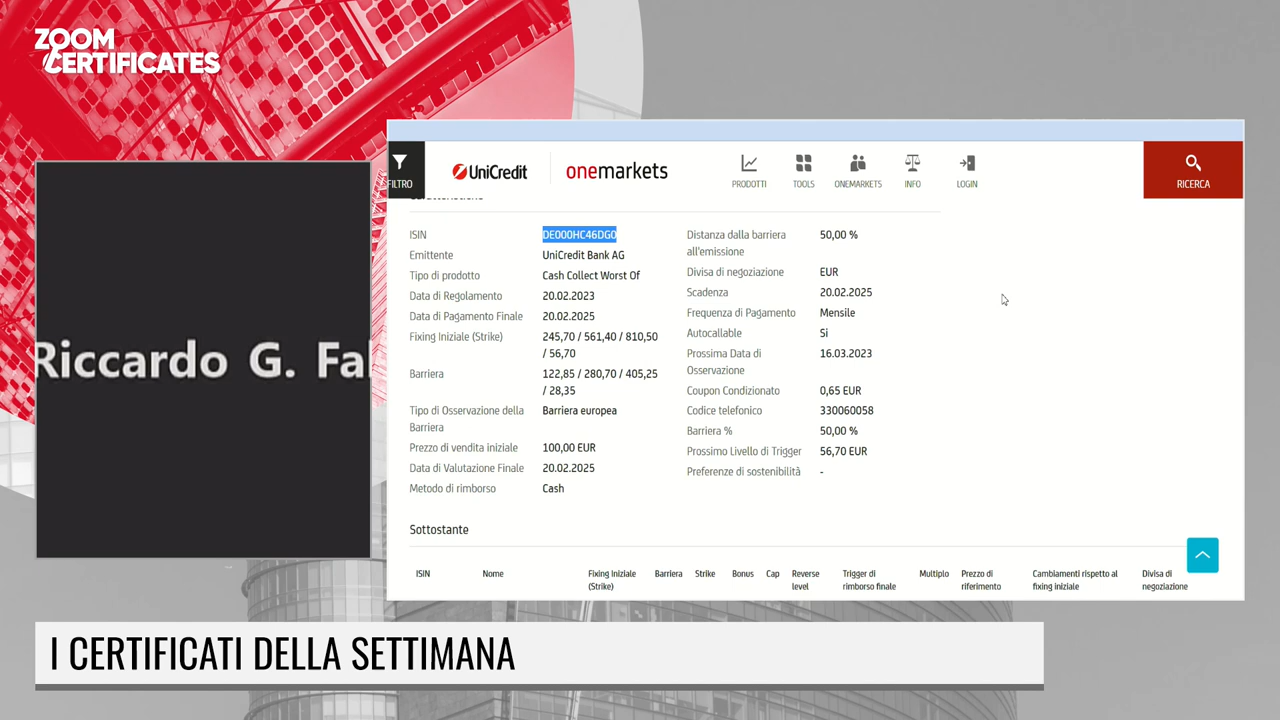 ZOOM
CERTIFICATES
Riccardo G. Fal
FILTRO
UniCredit
onemarkets
PRODOTTI
TOOLS
ONEMARKETS
INFO
LOGIN
RICERCA
Caratteristiche
ISIN DE000HC46DG0
Emittente UniCredit Bank AG
Tipo di prodotto Cash Collect Worst Of
Data di Regolamento 20.02.2023
Data di Pagamento Finale 20.02.2025
Fixing Iniziale (Strike) 245,70 / 561,40 / 810,50
/ 56,70
Barriera 122,85 / 280,70 / 405,25
/ 28,35
Tipo di Osservazione della Barriera europea
Barriera
Prezzo di vendita iniziale 100,00 EUR
Data di Valutazione Finale 20.02.2025
Metodo di rimborso Cash
Distanza dalla barriera 50,00 %
all'emissione
Divisa di negoziazione EUR
Scadenza 20.02.2025
Frequenza di Pagamento Mensile
Autocallable Si
Prossima Data di 16.03.2023
Osservazione
Coupon Condizionato 0,65 EUR
Codice telefonico 330060058
Barriera % 50,00 %
Prossimo Livello di Trigger 56,70 EUR
Preferenze di sostenibilità -
Sottostante
ISIN Nome Fixing Iniziale Barriera Strike Bonus Cap Reverse Trigger di Multiplo Prezzo di Cambiamenti rispetto al Divisa di
(Strike) level rimborso finale riferimento fixing iniziale negoziazione
I CERTIFICATI DELLA SETTIMANA